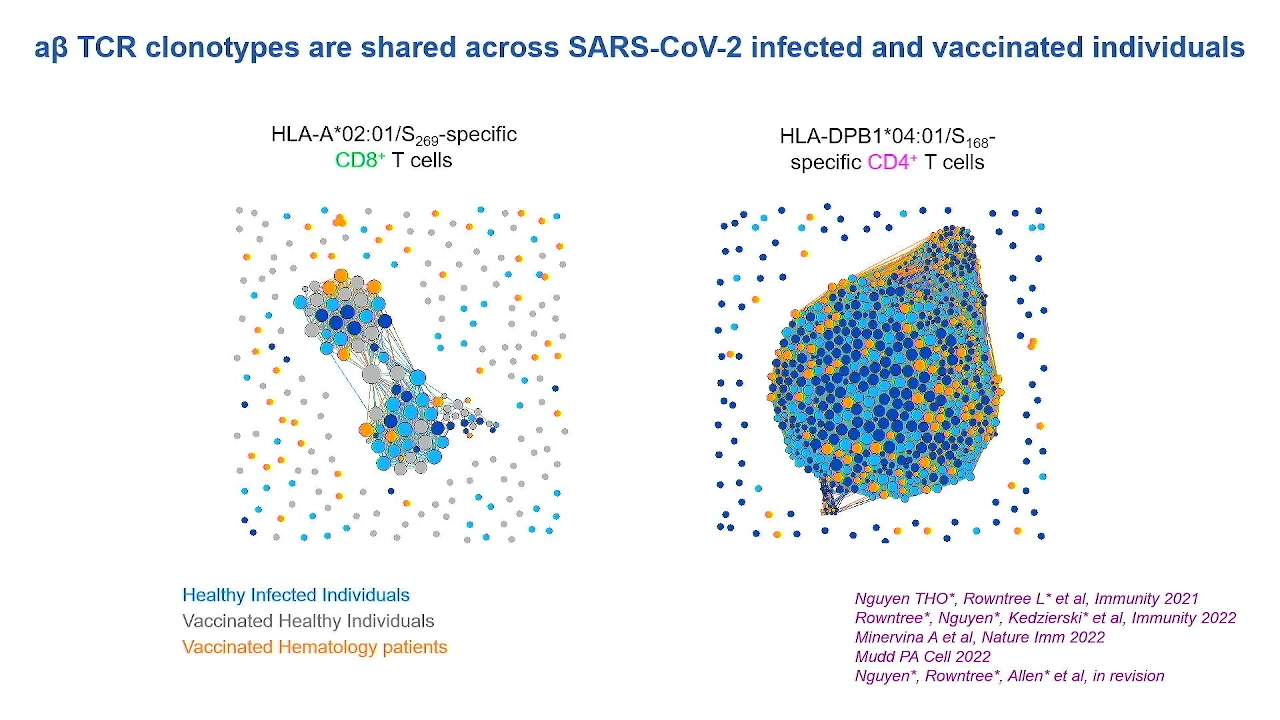 aβ TCR clonotypes are shared across SARS-CoV-2 infected and vaccinated individuals
HLA-A*02:01/S269-specific
CD8+ T cells
HLA-DPB1*04:01/S168-
specific CD4+ T cells
Healthy Infected Individuals
Vaccinated Healthy Individuals
Vaccinated Hematology patients
Nguyen THO*, Rowntree L* et al, Immunity 2021
Rowntree*, Nguyen*, Kedzierski* et al, Immunity 2022
Minervina A et al, Nature Imm 2022
Mudd PA Cell 2022
Nguyen*, Rowntree*, Allen* et al, in revision